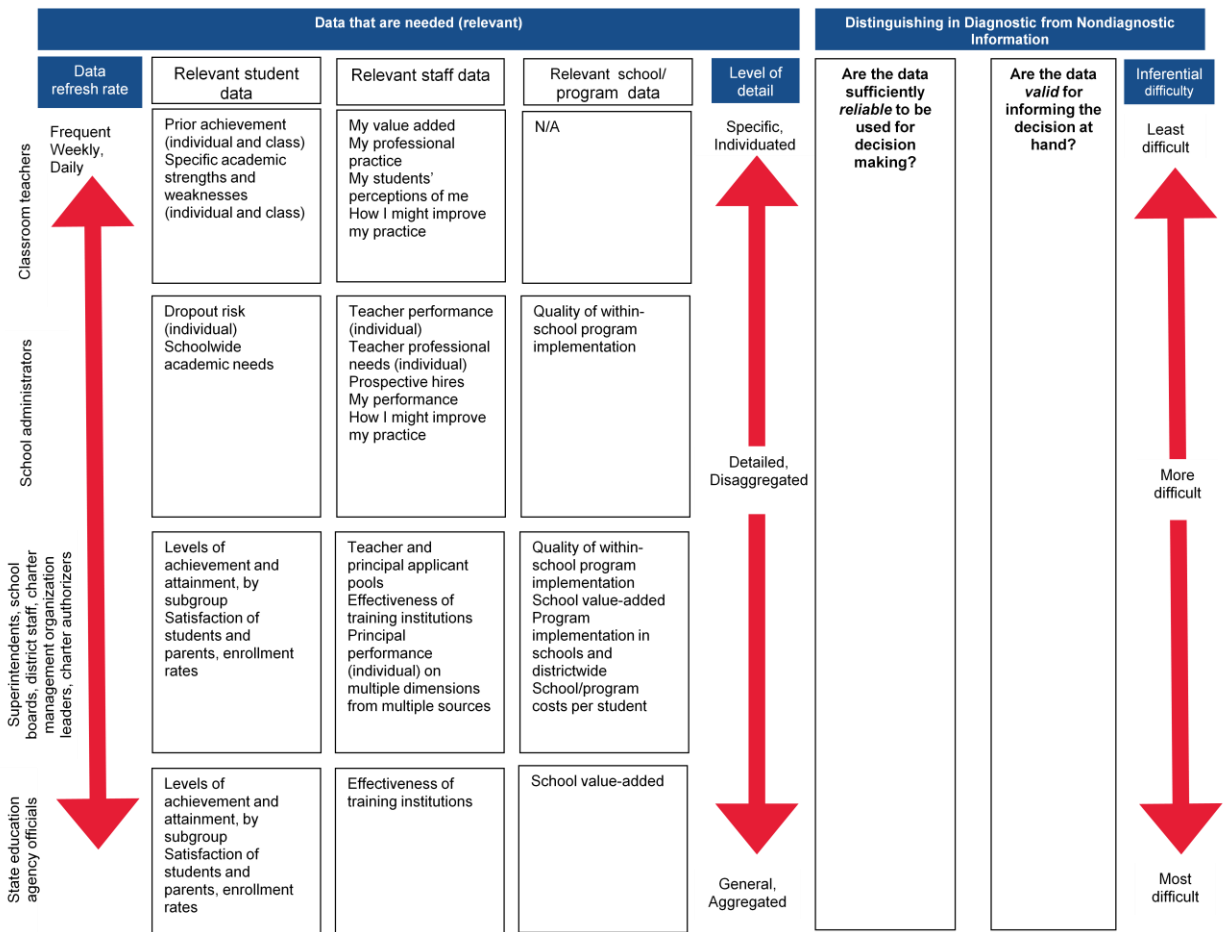 Data that are needed (relevant)
Distinguishing in Diagnostic from Nondiagnostic
Information
Data
refresh rate
Relevant student
data
Relevant staff data
Relevant school/
program data
Level of
detail
Are the data
sufficiently
reliable to be
used for
decision
making?
Are the data
valid for
informing the
decision at
hand?
Inferential
difficulty
Classroom teachers
Frequent
Weekly,
Daily
Prior achievement
(individual and class)
Specific academic
strengths and
weaknesses
(individual and class)
My value added
My professional
practice
My students'
perceptions of me
How I might improve
my practice
N/A
Specific,
Individuated
Least
difficult
School administrators
Dropout risk
(individual)
Schoolwide
academic needs
Teacher performance
(individual)
Teacher professional
needs (individual)
Prospective hires
My performance
How I might improve
my practice
Quality of within-
school program
implementation
Detailed,
Disaggregated
More
difficult
Superintendents, school
boards, district staff, charter
management organization
leaders, charter authorizers
Levels of
achievement and
attainment, by
subgroup
Satisfaction of
students and
parents, enrollment
rates
Teacher and
principal applicant
pools
Effectiveness of
training institutions
Principal
performance
(individual) on
multiple dimensions
from multiple sources
Quality of within-
school program
implementation
School value-added
Program
implementation in
schools and
districtwide
School/program
costs per student
State education
agency officials
Levels of
achievement and
attainment, by
subgroup
Satisfaction of
students and
parents, enrollment
rates
Effectiveness of
training institutions
School value-added
General,
Aggregated
Most
difficult